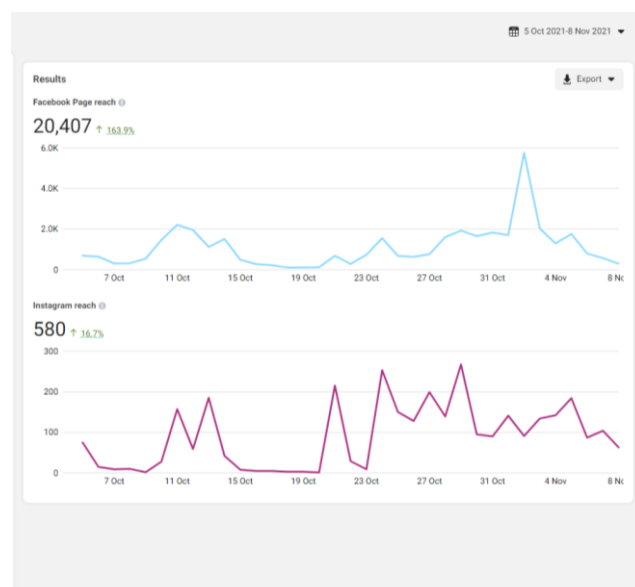 5 Oct 2021-8 Nov 2021
Results
Export
Facebook Page reach
20,407 ↑ 163.9%
6.0K
4.0K
2.0K
0
7 Oct 11 Oct 15 Oct 19 Oct 23 Oct 27 Oct 31 Oct 4 Nov 8 No
Instagram reach
580 ↑ 16.7%
300
200
100
0
7 Oct 11 Oct 15 Oct 19 Oct 23 Oct 27 Oct 31 Oct 4 Nov 8 No